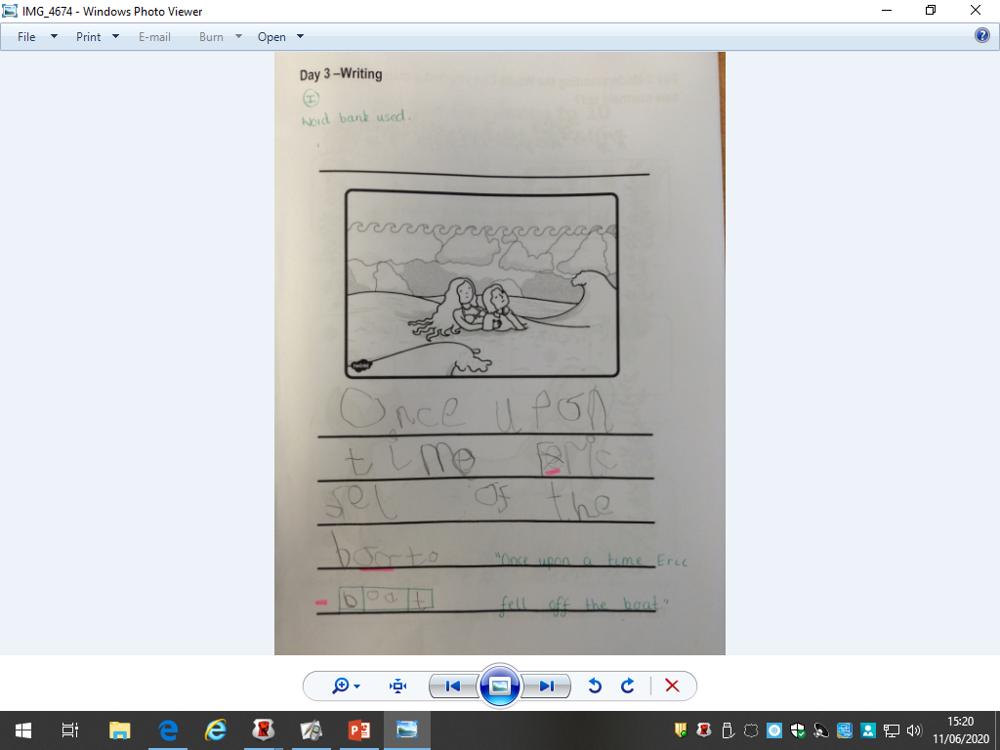 IMG_4674 - Windows Photo Viewer
File Print E-mail Burn Open
Day 3 –Writing
I
Word bank used.
Once upon
time Eric
fel of the
barto
"Once upon a time Eric
fell off the boat"
boat
15:20
11/06/2020